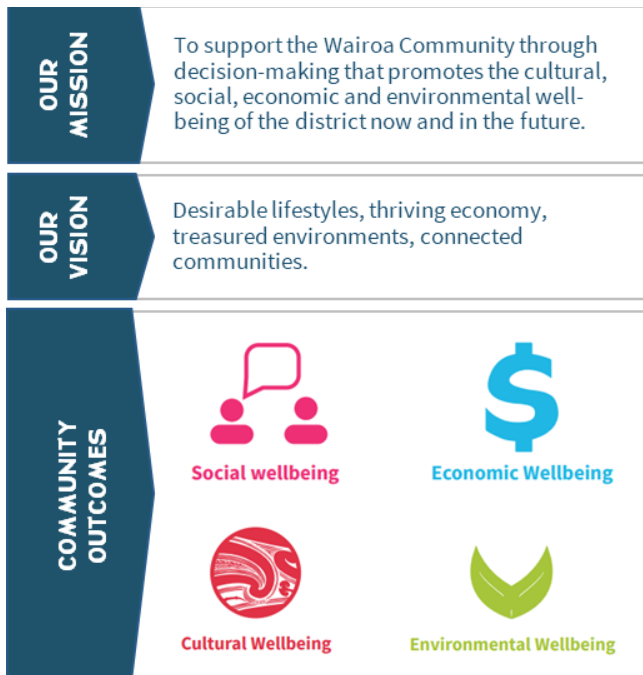 OUR
MISSION
To support the Wairoa Community through
decision-making that promotes the cultural,
social, economic and environmental well-
being of the district now and in the future.
OUR
VISION
Desirable lifestyles, thriving economy,
treasured environments, connected
communities.
COMMUNITY
OUTCOMES
Social wellbeing
$
Economic Wellbeing
Cultural Wellbeing
Environmental Wellbeing